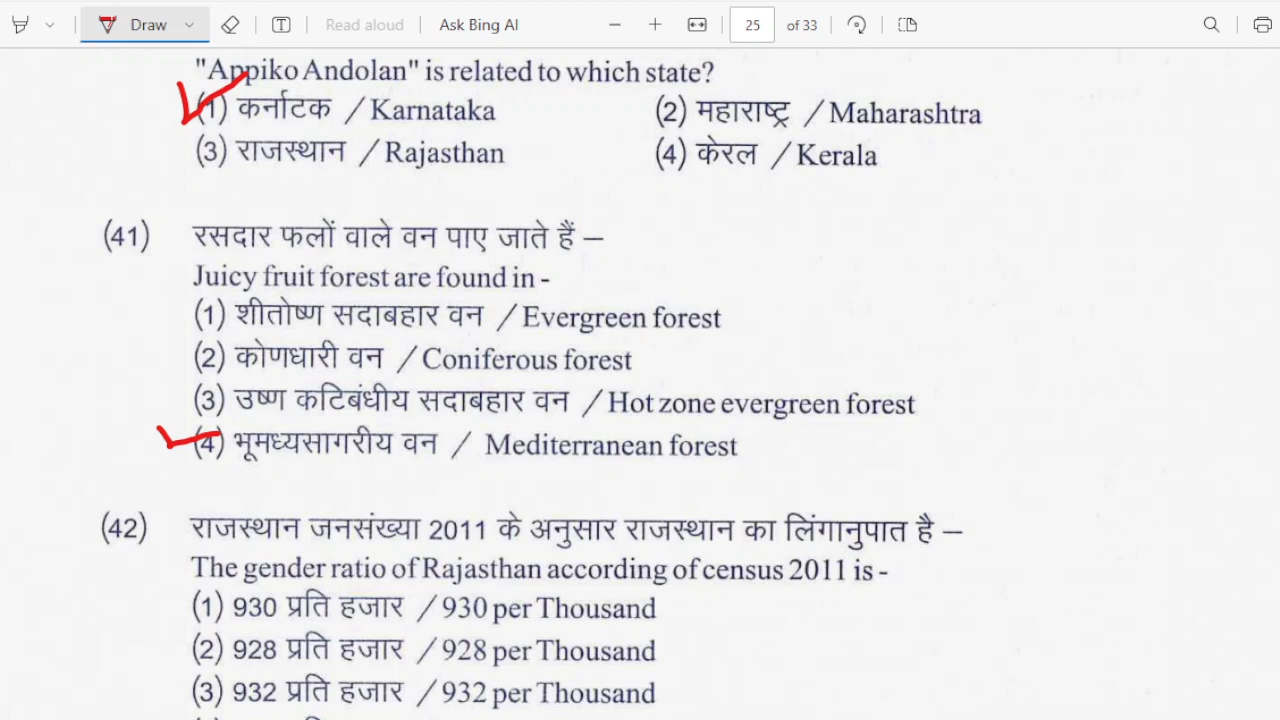 Draw
Read aloud
Ask Bing AI
25 of 33
"Appiko Andolan" is related to which state?
(1) कर्नाटक / Karnataka (2) महाराष्ट्र / Maharashtra
(3) राजस्थान / Rajasthan (4) केरल / Kerala
(41) रसदार फलों वाले वन पाए जाते हैं –
Juicy fruit forest are found in -
(1) शीतोष्ण सदाबहार वन / Evergreen forest
(2) कोणधारी वन / Coniferous forest
(3) उष्ण कटिबंधीय सदाबहार वन / Hot zone evergreen forest
(4) भूमध्यसागरीय वन / Mediterranean forest
(42) राजस्थान जनसंख्या 2011 के अनुसार राजस्थान का लिंगानुपात है –
The gender ratio of Rajasthan according of census 2011 is -
(1) 930 प्रति हजार / 930 per Thousand
(2) 928 प्रति हजार / 928 per Thousand
(3) 932 प्रति हजार / 932 per Thousand